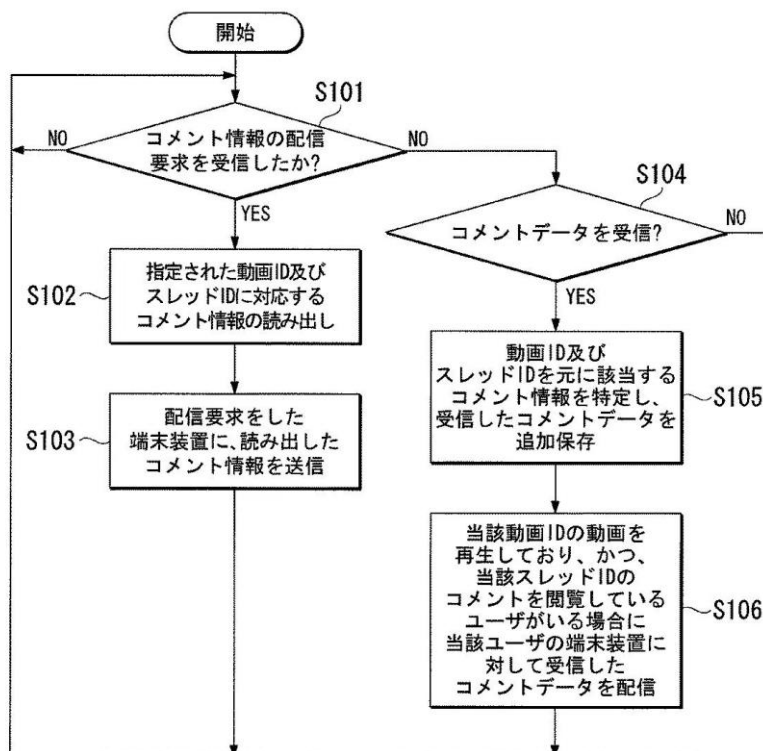 開始
S101
NO
コメント情報の配信
要求を受信したか?
NO
YES
S104
コメントデータを受信?
NO
YES
S102
指定された動画ID及び
スレッドIDに対応する
コメント情報の読み出し
S103
配信要求をした
端末装置に、読み出した
コメント情報を送信
動画ID及び
スレッドIDを元に該当する
コメント情報を特定し、
受信したコメントデータを
追加保存
S105
当該動画IDの動画を
再生しており、かつ、
当該スレッドIDの
コメントを閲覧している
ユーザがいる場合に
当該ユーザの端末装置に
対して受信した
コメントデータを配信
S106